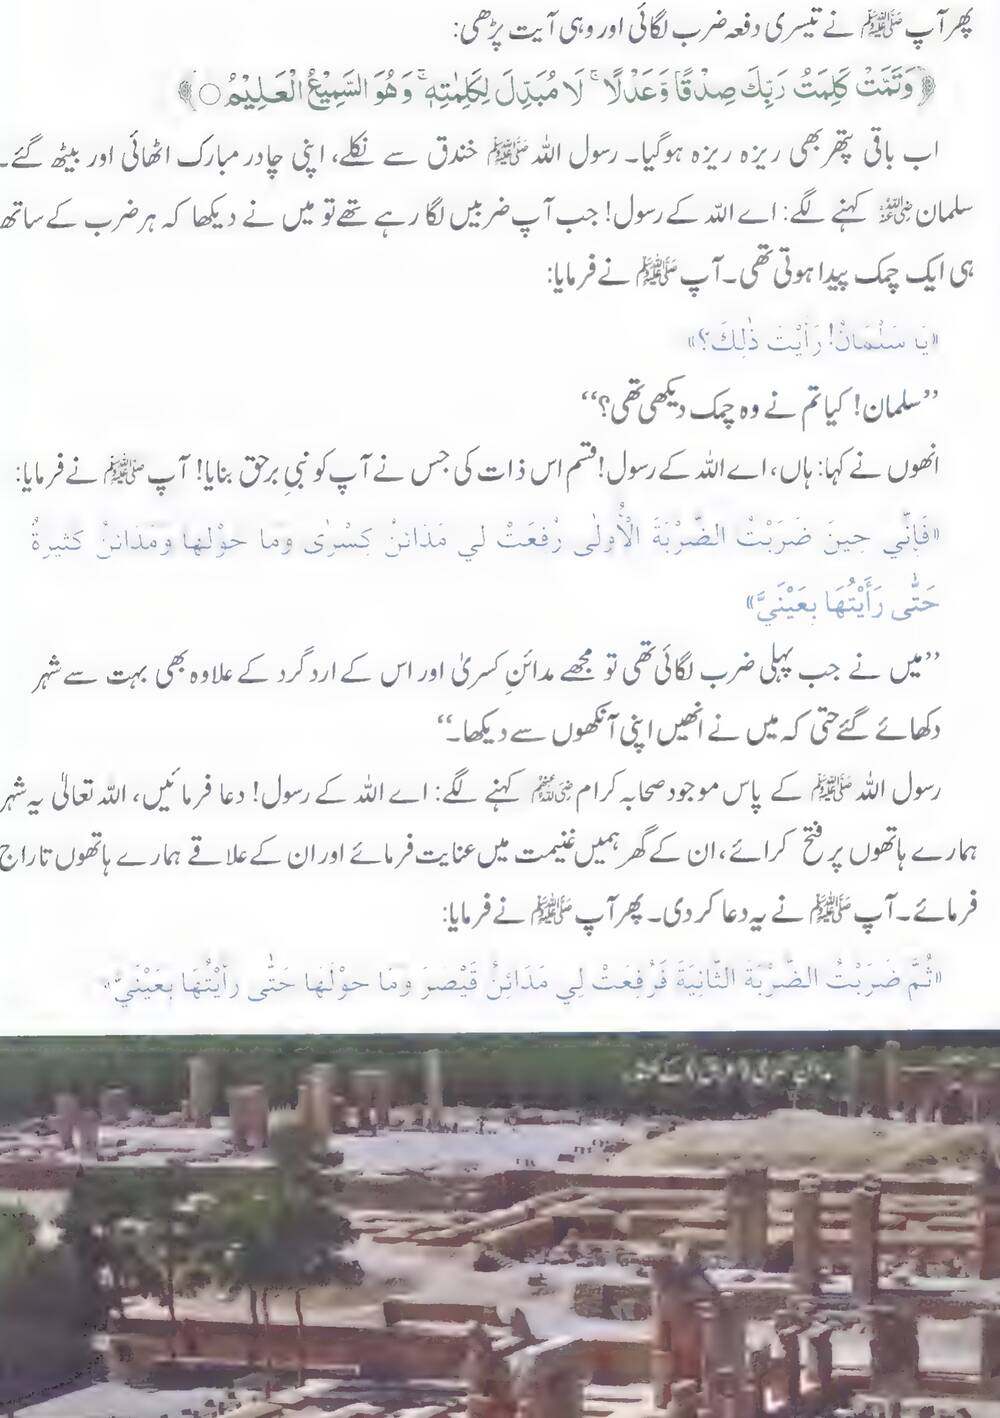 پھر آپ ﷺ نے تیسری دفعہ ضرب لگائی اور وہی آیت پڑھی:
﴿وَتَمَّتْ كَلِمَتُ رَبِّكَ صِدْقًا وَّعَدْلًا ۚ لَا مُبَدِّلَ لِكَلِمٰتِهٖ ۚ وَهُوَ السَّمِيْعُ الْعَلِيْمُ ○﴾
اب باقی پتھر بھی ریزہ ریزہ ہوگیا۔ رسول اللہ ﷺ خندق سے نکلے، اپنی چادر مبارک اٹھائی اور بیٹھ گئے۔
سلمان رضی اللہ عنہ کہنے لگے: اے اللہ کے رسول! جب آپ ضربیں لگا رہے تھے تو میں نے دیکھا کہ ہر ضرب کے ساتھ
ہی ایک چمک پیدا ہوتی تھی۔ آپ ﷺ نے فرمایا:
«يَا سَلْمَانُ! رَأَيْتَ ذٰلِكَ؟»
”سلمان! کیا تم نے وہ چمک دیکھی تھی؟“
انھوں نے کہا: ہاں، اے اللہ کے رسول! قسم اس ذات کی جس نے آپ کو نبیِ برحق بنایا! آپ ﷺ نے فرمایا:
«فَإِنِّي حِينَ ضَرَبْتُ الضَّرْبَةَ الْأُولٰى رُفِعَتْ لِي مَدَائِنُ كِسْرٰى وَمَا حَوْلَهَا وَمَدَائِنُ كَثِيرَةٌ
حَتّٰى رَأَيْتُهَا بِعَيْنَيَّ»
”میں نے جب پہلی ضرب لگائی تھی تو مجھے مدائنِ کسریٰ اور اس کے اردگرد کے علاوہ بھی بہت سے شہر
دکھائے گئے حتی کہ میں نے انھیں اپنی آنکھوں سے دیکھا۔“
رسول اللہ ﷺ کے پاس موجود صحابہ کرام رضی اللہ عنہم کہنے لگے: اے اللہ کے رسول! دعا فرمائیں، اللہ تعالیٰ یہ شہر
ہمارے ہاتھوں پر فتح کرائے، ان کے گھر ہمیں غنیمت میں عنایت فرمائے اور ان کے علاقے ہمارے ہاتھوں تاراج
فرمائے۔ آپ ﷺ نے یہ دعا کر دی۔ پھر آپ ﷺ نے فرمایا:
«ثُمَّ ضَرَبْتُ الضَّرْبَةَ الثَّانِيَةَ فَرُفِعَتْ لِي مَدَائِنُ قَيْصَرَ وَمَا حَوْلَهَا حَتّٰى رَأَيْتُهَا بِعَيْنَيَّ»
مدائنِ کسریٰ (عراق) کے